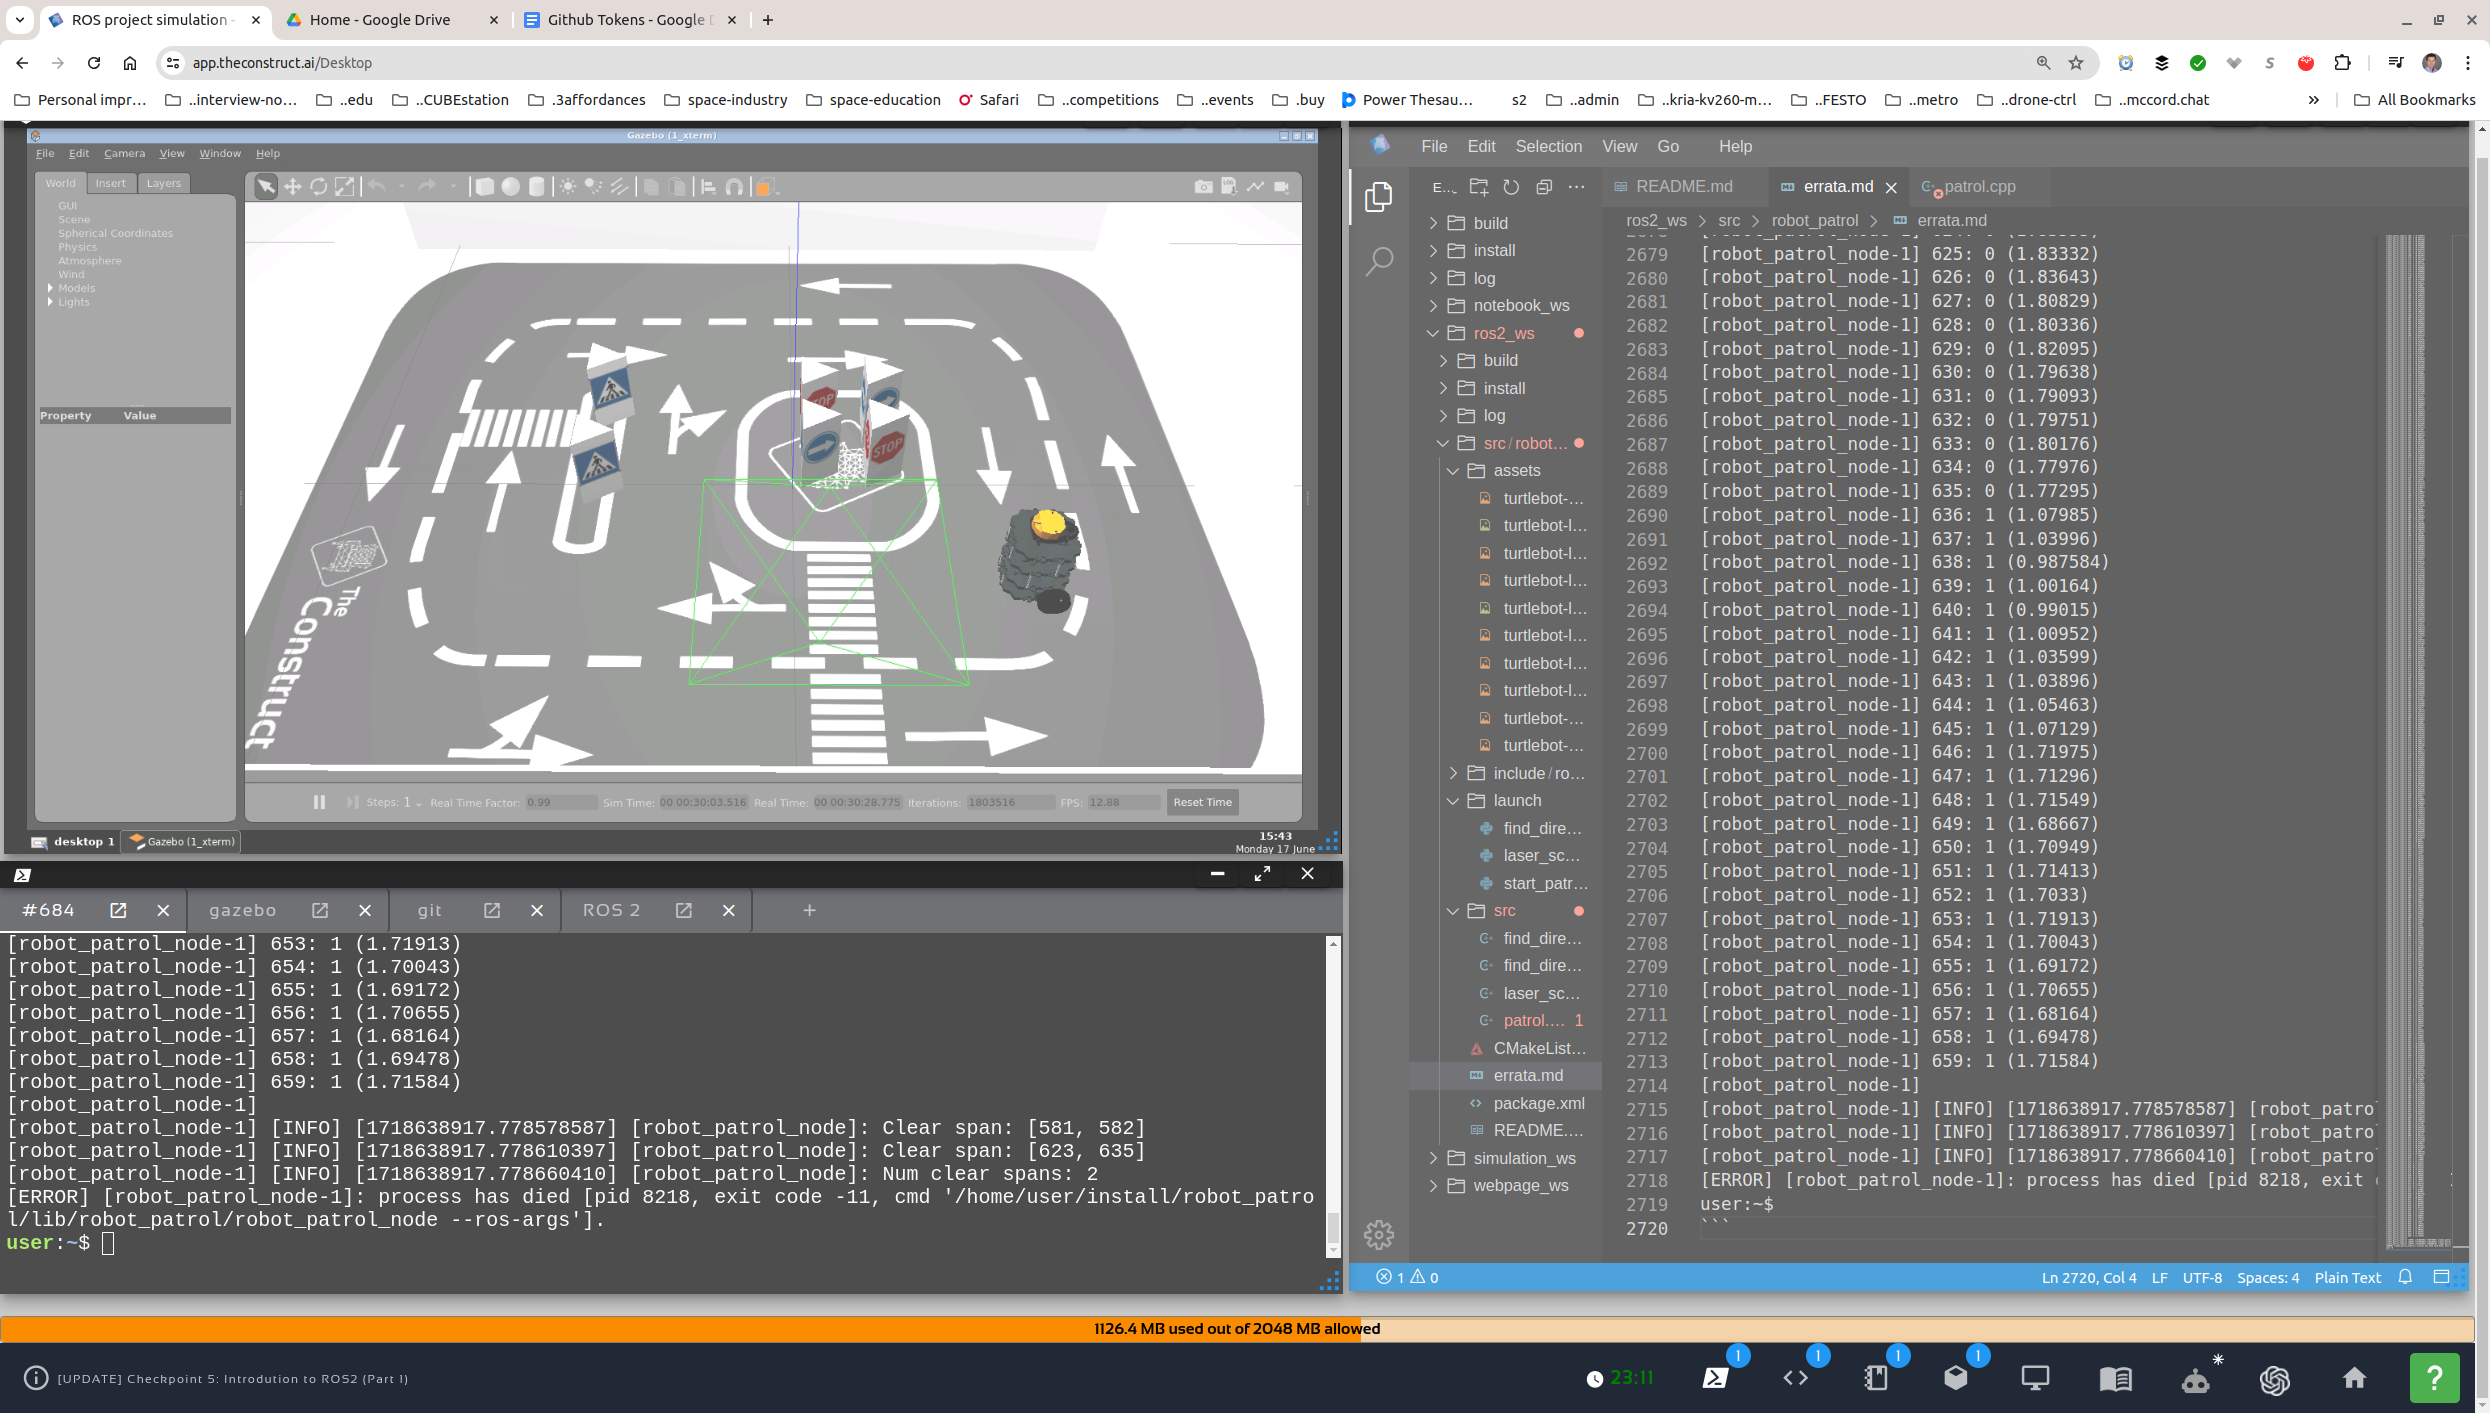 ROS project simulation -
Home - Google Drive
Github Tokens - Google D
app.theconstruct.ai/Desktop
Personal impr…
..interview-no…
..edu
..CUBEstation
.3affordances
space-industry
space-education
Safari
..competitions
..events
.buy
Power Thesau…
s2
..admin
..kria-kv260-m…
..FESTO
..metro
..drone-ctrl
..mccord.chat
»
All Bookmarks
Gazebo (1_xterm)
File Edit Camera View Window Help
World Insert Layers
GUI
Scene
Spherical Coordinates
Physics
Atmosphere
Wind
Models
Lights
Property Value
STOP
STOP
The
Construct
Steps: 1 Real Time Factor: 0.99 Sim Time: 00 00:30:03.516 Real Time: 00 00:30:28.775 Iterations: 1803516 FPS: 12.88 Reset Time
desktop 1 Gazebo (1_xterm)
15:43
Monday 17 June
#684 gazebo git ROS 2 +
[robot_patrol_node-1] 653: 1 (1.71913)
[robot_patrol_node-1] 654: 1 (1.70043)
[robot_patrol_node-1] 655: 1 (1.69172)
[robot_patrol_node-1] 656: 1 (1.70655)
[robot_patrol_node-1] 657: 1 (1.68164)
[robot_patrol_node-1] 658: 1 (1.69478)
[robot_patrol_node-1] 659: 1 (1.71584)
[robot_patrol_node-1]
[robot_patrol_node-1] [INFO] [1718638917.778578587] [robot_patrol_node]: Clear span: [581, 582]
[robot_patrol_node-1] [INFO] [1718638917.778610397] [robot_patrol_node]: Clear span: [623, 635]
[robot_patrol_node-1] [INFO] [1718638917.778660410] [robot_patrol_node]: Num clear spans: 2
[ERROR] [robot_patrol_node-1]: process has died [pid 8218, exit code -11, cmd '/home/user/install/robot_patro
l/lib/robot_patrol/robot_patrol_node --ros-args'].
user:~$
File Edit Selection View Go Help
E…
build
install
log
notebook_ws
ros2_ws
build
install
log
src/robot…
assets
turtlebot-…
turtlebot-l…
turtlebot-l…
turtlebot-l…
turtlebot-l…
turtlebot-l…
turtlebot-l…
turtlebot-l…
turtlebot-…
turtlebot-…
include/ro…
launch
find_dire…
laser_sc…
start_patr…
src
find_dire…
find_dire…
laser_sc…
patrol.… 1
CMakeList…
errata.md
package.xml
README.…
simulation_ws
webpage_ws
README.md
errata.md
patrol.cpp
ros2_ws > src > robot_patrol > errata.md
2679 [robot_patrol_node-1] 625: 0 (1.83332)
2680 [robot_patrol_node-1] 626: 0 (1.83643)
2681 [robot_patrol_node-1] 627: 0 (1.80829)
2682 [robot_patrol_node-1] 628: 0 (1.80336)
2683 [robot_patrol_node-1] 629: 0 (1.82095)
2684 [robot_patrol_node-1] 630: 0 (1.79638)
2685 [robot_patrol_node-1] 631: 0 (1.79093)
2686 [robot_patrol_node-1] 632: 0 (1.79751)
2687 [robot_patrol_node-1] 633: 0 (1.80176)
2688 [robot_patrol_node-1] 634: 0 (1.77976)
2689 [robot_patrol_node-1] 635: 0 (1.77295)
2690 [robot_patrol_node-1] 636: 1 (1.07985)
2691 [robot_patrol_node-1] 637: 1 (1.03996)
2692 [robot_patrol_node-1] 638: 1 (0.987584)
2693 [robot_patrol_node-1] 639: 1 (1.00164)
2694 [robot_patrol_node-1] 640: 1 (0.99015)
2695 [robot_patrol_node-1] 641: 1 (1.00952)
2696 [robot_patrol_node-1] 642: 1 (1.03599)
2697 [robot_patrol_node-1] 643: 1 (1.03896)
2698 [robot_patrol_node-1] 644: 1 (1.05463)
2699 [robot_patrol_node-1] 645: 1 (1.07129)
2700 [robot_patrol_node-1] 646: 1 (1.71975)
2701 [robot_patrol_node-1] 647: 1 (1.71296)
2702 [robot_patrol_node-1] 648: 1 (1.71549)
2703 [robot_patrol_node-1] 649: 1 (1.68667)
2704 [robot_patrol_node-1] 650: 1 (1.70949)
2705 [robot_patrol_node-1] 651: 1 (1.71413)
2706 [robot_patrol_node-1] 652: 1 (1.7033)
2707 [robot_patrol_node-1] 653: 1 (1.71913)
2708 [robot_patrol_node-1] 654: 1 (1.70043)
2709 [robot_patrol_node-1] 655: 1 (1.69172)
2710 [robot_patrol_node-1] 656: 1 (1.70655)
2711 [robot_patrol_node-1] 657: 1 (1.68164)
2712 [robot_patrol_node-1] 658: 1 (1.69478)
2713 [robot_patrol_node-1] 659: 1 (1.71584)
2714 [robot_patrol_node-1]
2715 [robot_patrol_node-1] [INFO] [1718638917.778578587] [robot_patro
2716 [robot_patrol_node-1] [INFO] [1718638917.778610397] [robot_patro
2717 [robot_patrol_node-1] [INFO] [1718638917.778660410] [robot_patro
2718 [ERROR] [robot_patrol_node-1]: process has died [pid 8218, exit
2719 user:~$
2720 ```
1 0
Ln 2720, Col 4 LF UTF-8 Spaces: 4 Plain Text
1126.4 MB used out of 2048 MB allowed
[UPDATE] Checkpoint 5: Introdution to ROS2 (Part 1)
23:11
1 1 1 1
?